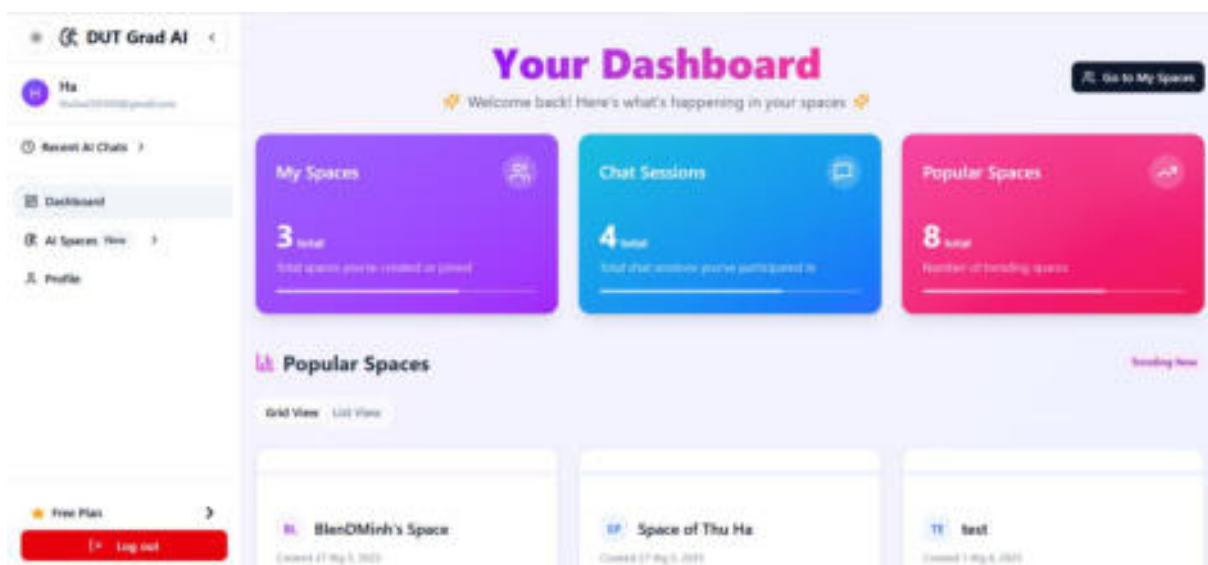 DUT Grad AI
Ha
Recent AI Chats
Dashboard
AI Spaces New
Profile
Free Plan
Log out
Your Dashboard
Welcome back! Here's what's happening in your spaces
Go to My Spaces
My Spaces
3 total
Total spaces you've created or joined
Chat Sessions
4 total
Total chat sessions you've participated in
Popular Spaces
8 total
Number of trending spaces
Popular Spaces
Trending Now
Grid View List View
BL BlenDMinh's Space
Space of Thu Ha
TE test